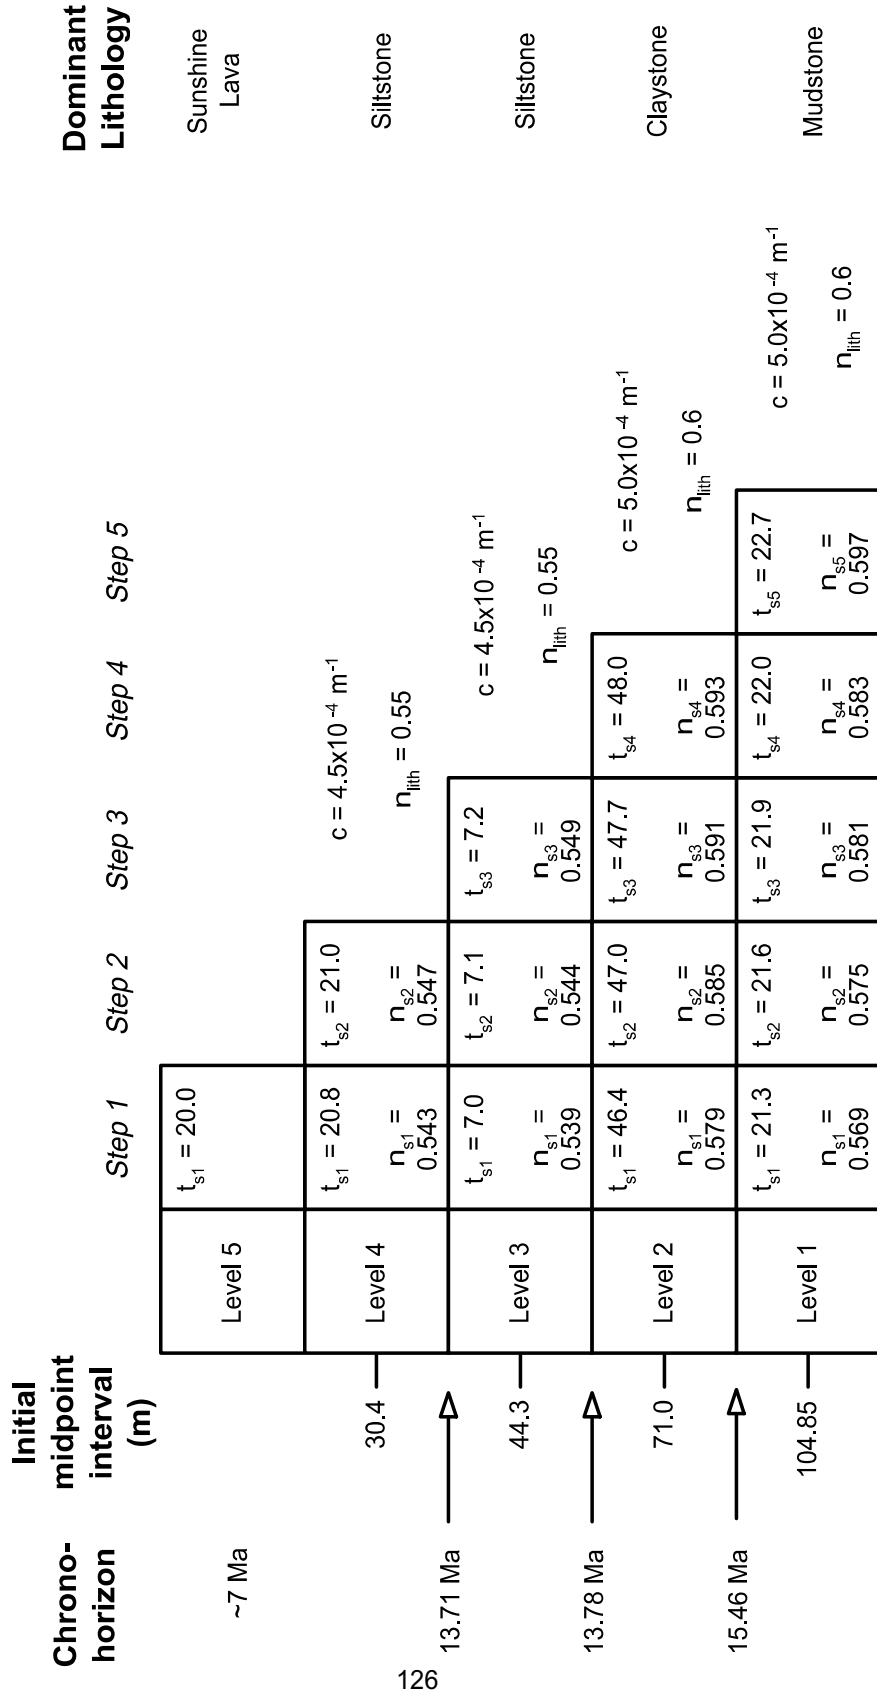 Chrono-
horizon
Initial
midpoint
interval
(m)
Step 1
Step 2
Step 3
Step 4
Step 5
Dominant
Lithology
~7 Ma
Level 5
t_s1 = 20.0
Sunshine
Lava
30.4
Level 4
t_s1 = 20.8
n_s1 =
0.543
t_s2 = 21.0
n_s2 =
0.547
c = 4.5x10^-4 m^-1
n_lith = 0.55
Siltstone
13.71 Ma
44.3
Level 3
t_s1 = 7.0
n_s1 =
0.539
t_s2 = 7.1
n_s2 =
0.544
t_s3 = 7.2
n_s3 =
0.549
c = 4.5x10^-4 m^-1
n_lith = 0.55
Siltstone
13.78 Ma
71.0
Level 2
t_s1 = 46.4
n_s1 =
0.579
t_s2 = 47.0
n_s2 =
0.585
t_s3 = 47.7
n_s3 =
0.591
t_s4 = 48.0
n_s4 =
0.593
c = 5.0x10^-4 m^-1
n_lith = 0.6
Claystone
15.46 Ma
104.85
Level 1
t_s1 = 21.3
n_s1 =
0.569
t_s2 = 21.6
n_s2 =
0.575
t_s3 = 21.9
n_s3 =
0.581
t_s4 = 22.0
n_s4 =
0.583
t_s5 = 22.7
n_s5 =
0.597
c = 5.0x10^-4 m^-1
n_lith = 0.6
Mudstone
126